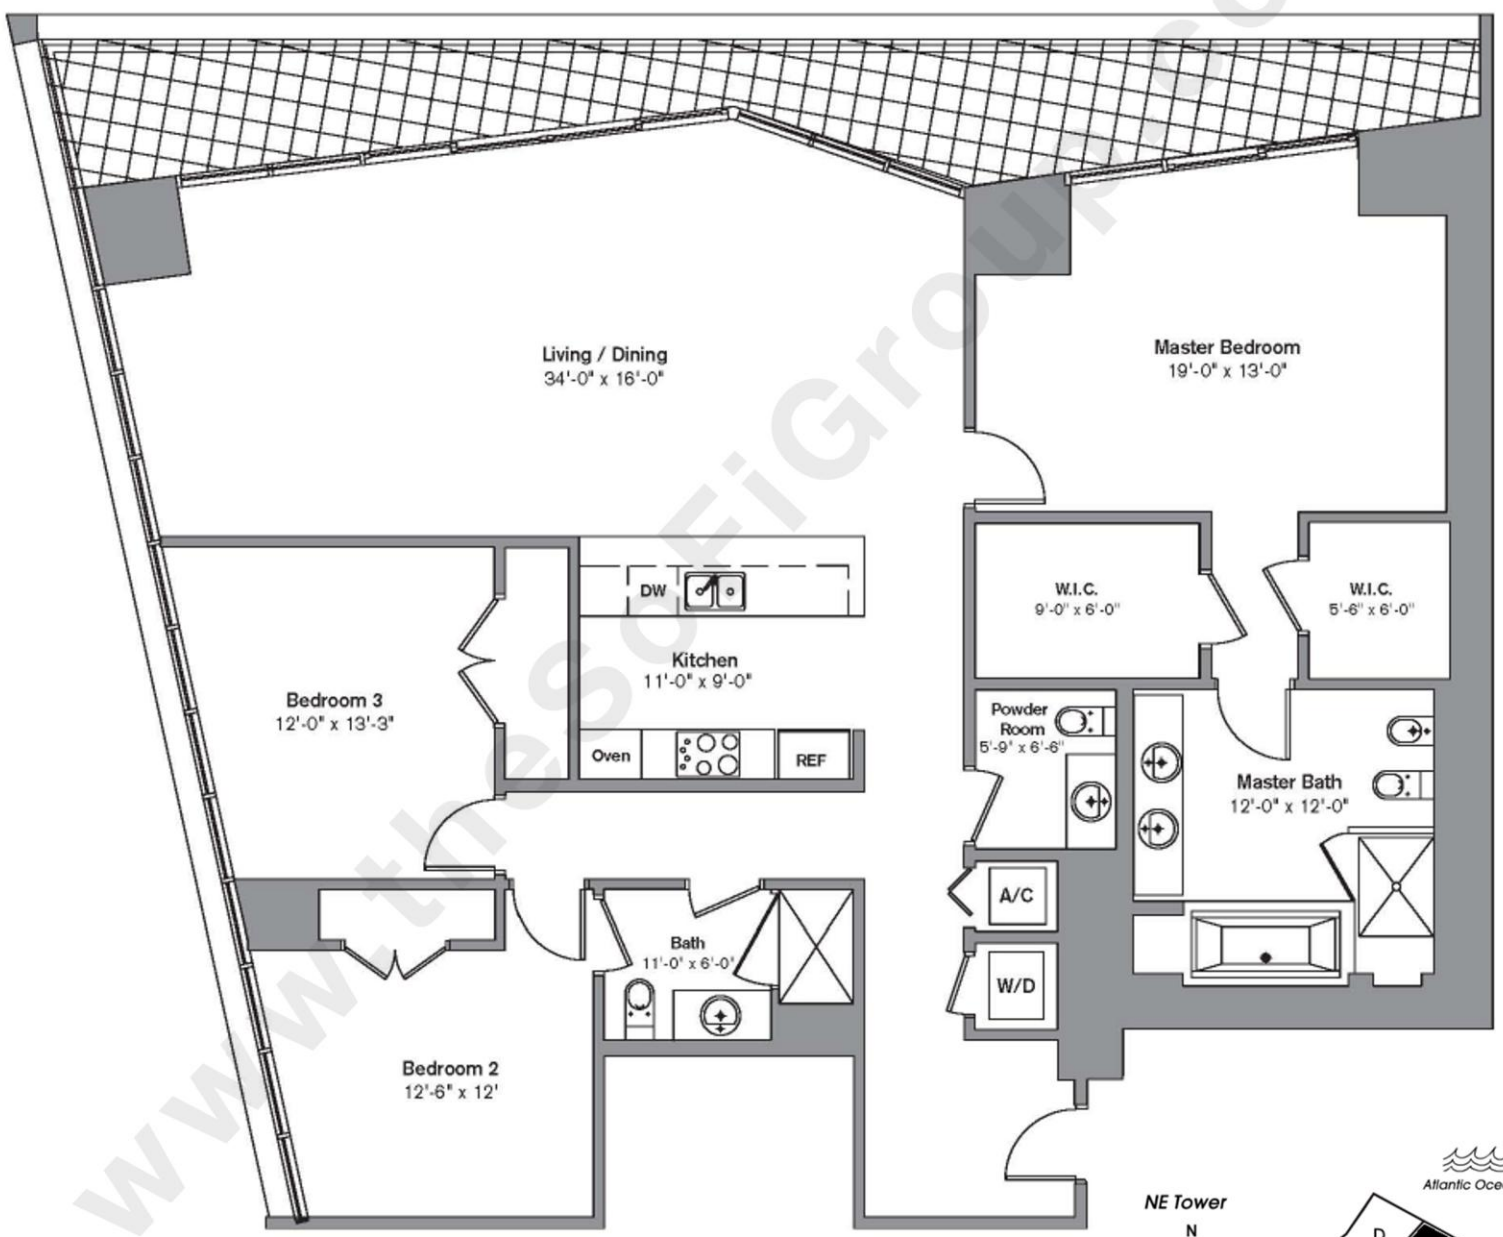 Living / Dining
34'-0" x 16'-0"
Master Bedroom
19'-0" x 13'-0"
W.I.C.
9'-0" x 6'-0"
W.I.C.
5'-6" x 6'-0"
DW
Kitchen
11'-0" x 9'-0"
Oven
REF
Bedroom 3
12'-0" x 13'-3"
Powder
Room
5'-9" x 6'-6"
Master Bath
12'-0" x 12'-0"
A/C
W/D
Bath
11'-0" x 6'-0"
Bedroom 2
12'-6" x 12'
NE Tower
N
Atlantic Oce
D
www.theSoFiGroup.co